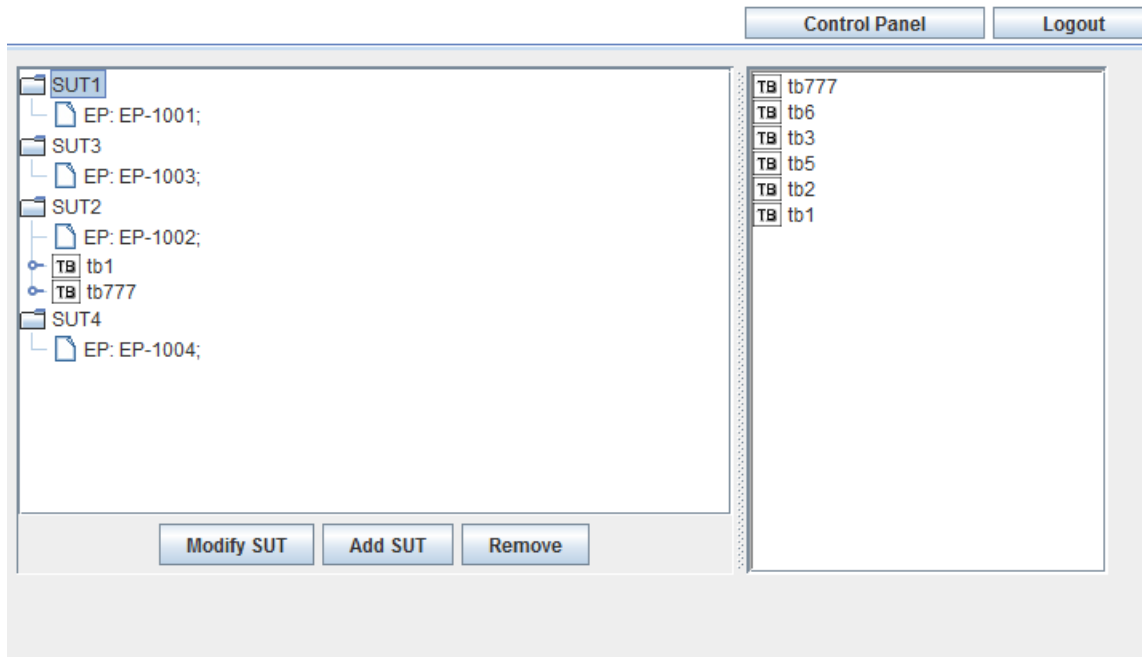 Control Panel Logout
SUT1
EP: EP-1001;
SUT3
EP: EP-1003;
SUT2
EP: EP-1002;
TB tb1
TB tb777
SUT4
EP: EP-1004;
Modify SUT Add SUT Remove
TB tb777
TB tb6
TB tb3
TB tb5
TB tb2
TB tb1